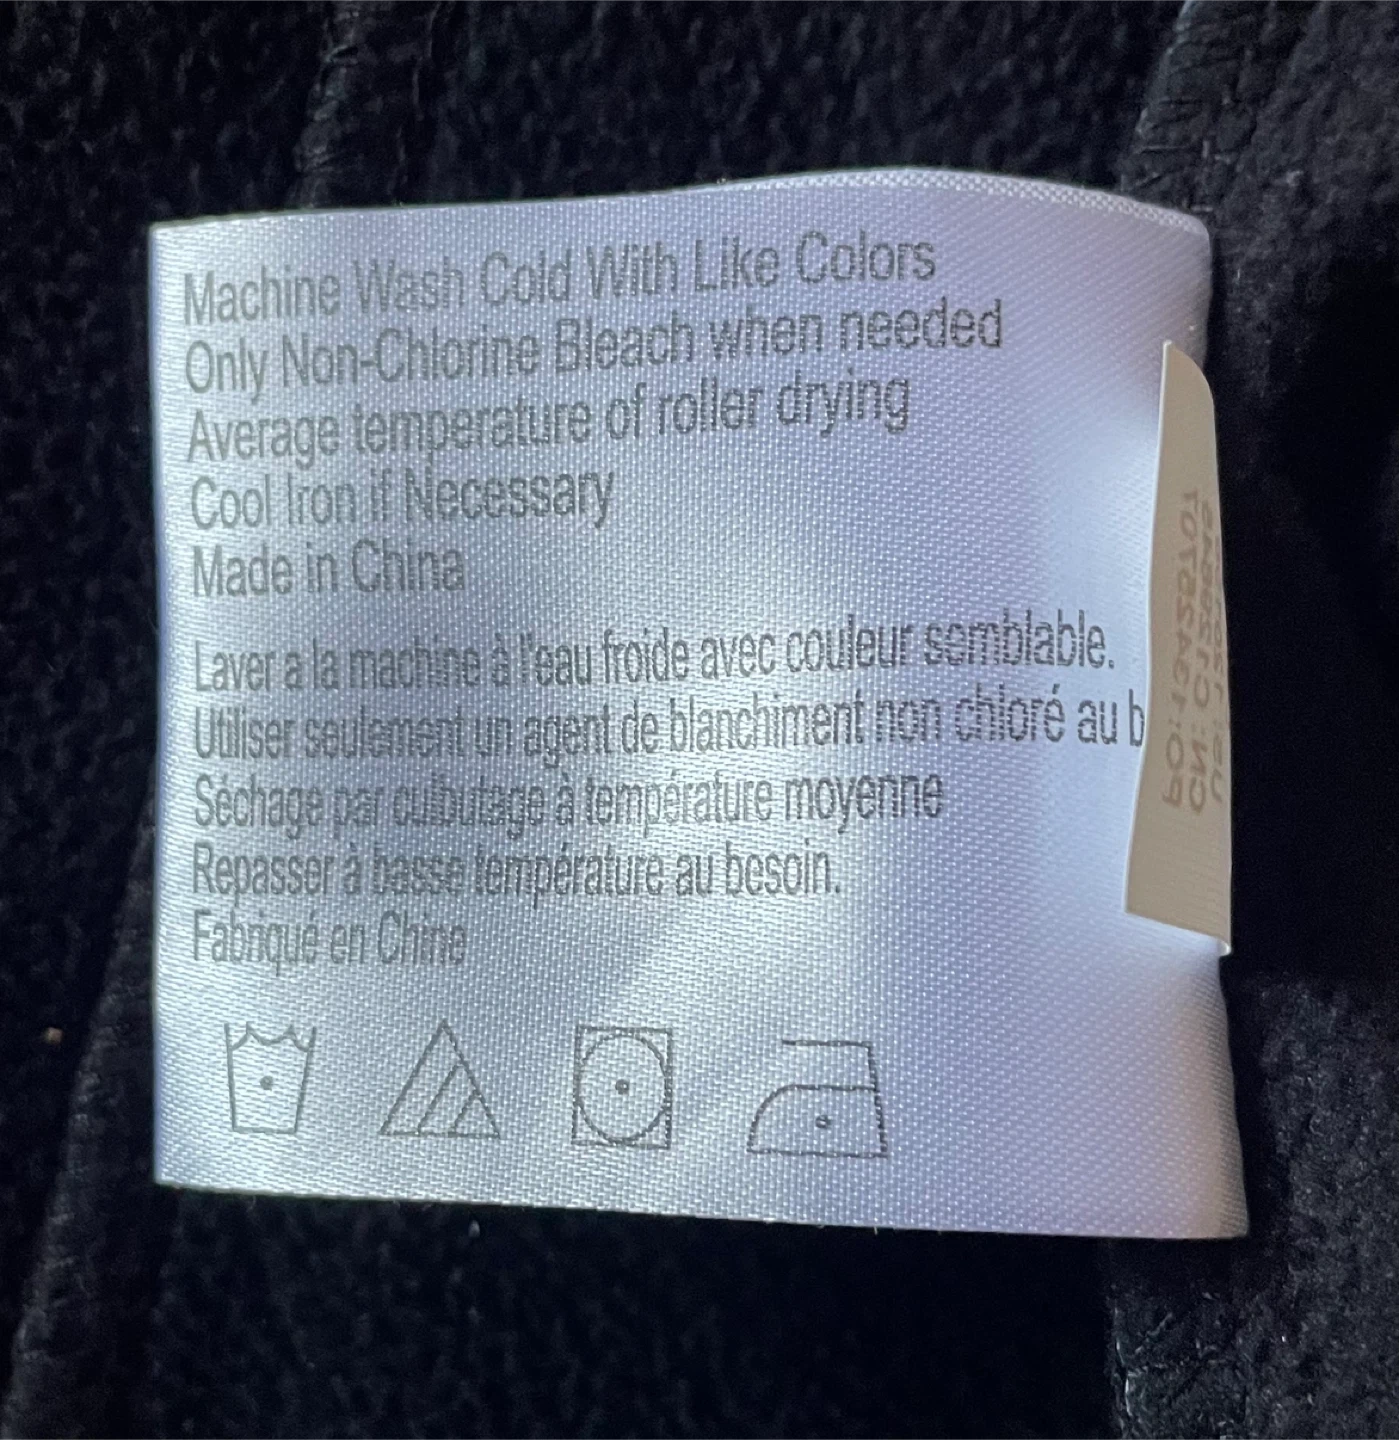 Machine Wash Cold With Like Colors
Only Non-Chlorine Bleach when needed
Average temperature of roller drying
Cool Iron if Necessary
Made in China
Laver a la machine à l'eau froide avec couleur semblable.
Utiliser seulement un agent de blanchiment non chloré au b
Séchage par culbutage à température moyenne
Repasser à basse température au besoin.
Fabriqué en Chine